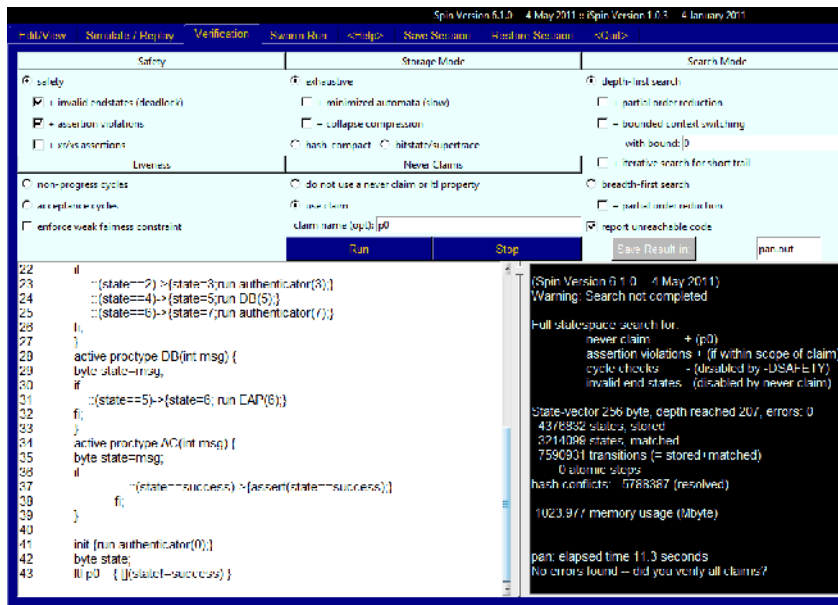 Spin Version 6.1.0 4 May 2011 :: iSpin Version 1.0.3 4 January 2011
Edit/View Simulate / Replay Verification Swarm Run <Help> Save Session Restore Session <Quit>
Safety Storage Mode Search Mode
safety exhaustive depth-first search
+ invalid endstates (deadlock) + minimized automata (slow) + partial order reduction
+ assertion violations + collapse compression + bounded context switching
+ xr/xs assertions hash-compact bitstate/supertrace with bound: 0
Liveness Never Claims + iterative search for short trail
non-progress cycles do not use a never claim or ltl property breadth-first search
acceptance cycles use claim + partial order reduction
enforce weak fairness constraint claim name (opt): p0 report unreachable code
Run Stop Save Result in: pan.out
22 if
23 ::(state==2)->{state=3;run authenticator(3);}
24 ::(state==4)->{state=5;run DB(5);}
25 ::(state==6)->{state=7;run authenticator(7);}
26 fi;
27 }
28 active proctype DB(int msg) {
29 byte state=msg;
30 if
31 ::(state==5)->{state=6; run EAP(6);}
32 fi;
33 }
34 active proctype AC(int msg) {
35 byte state=msg;
36 if
37 ::(state==success)->{assert(state==success);}
38 fi;
39 }
40
41 init {run authenticator(0);}
42 byte state;
43 ltl p0 { [](state!=success) }
(Spin Version 6.1.0 4 May 2011)
Warning: Search not completed
Full statespace search for:
never claim + (p0)
assertion violations + (if within scope of claim)
cycle checks - (disabled by -DSAFETY)
invalid end states - (disabled by never claim)
State-vector 256 byte, depth reached 207, errors: 0
4376832 states, stored
3214099 states, matched
7590931 transitions (= stored+matched)
0 atomic steps
hash conflicts: 5788387 (resolved)
1023.977 memory usage (Mbyte)
pan: elapsed time 11.3 seconds
No errors found -- did you verify all claims?